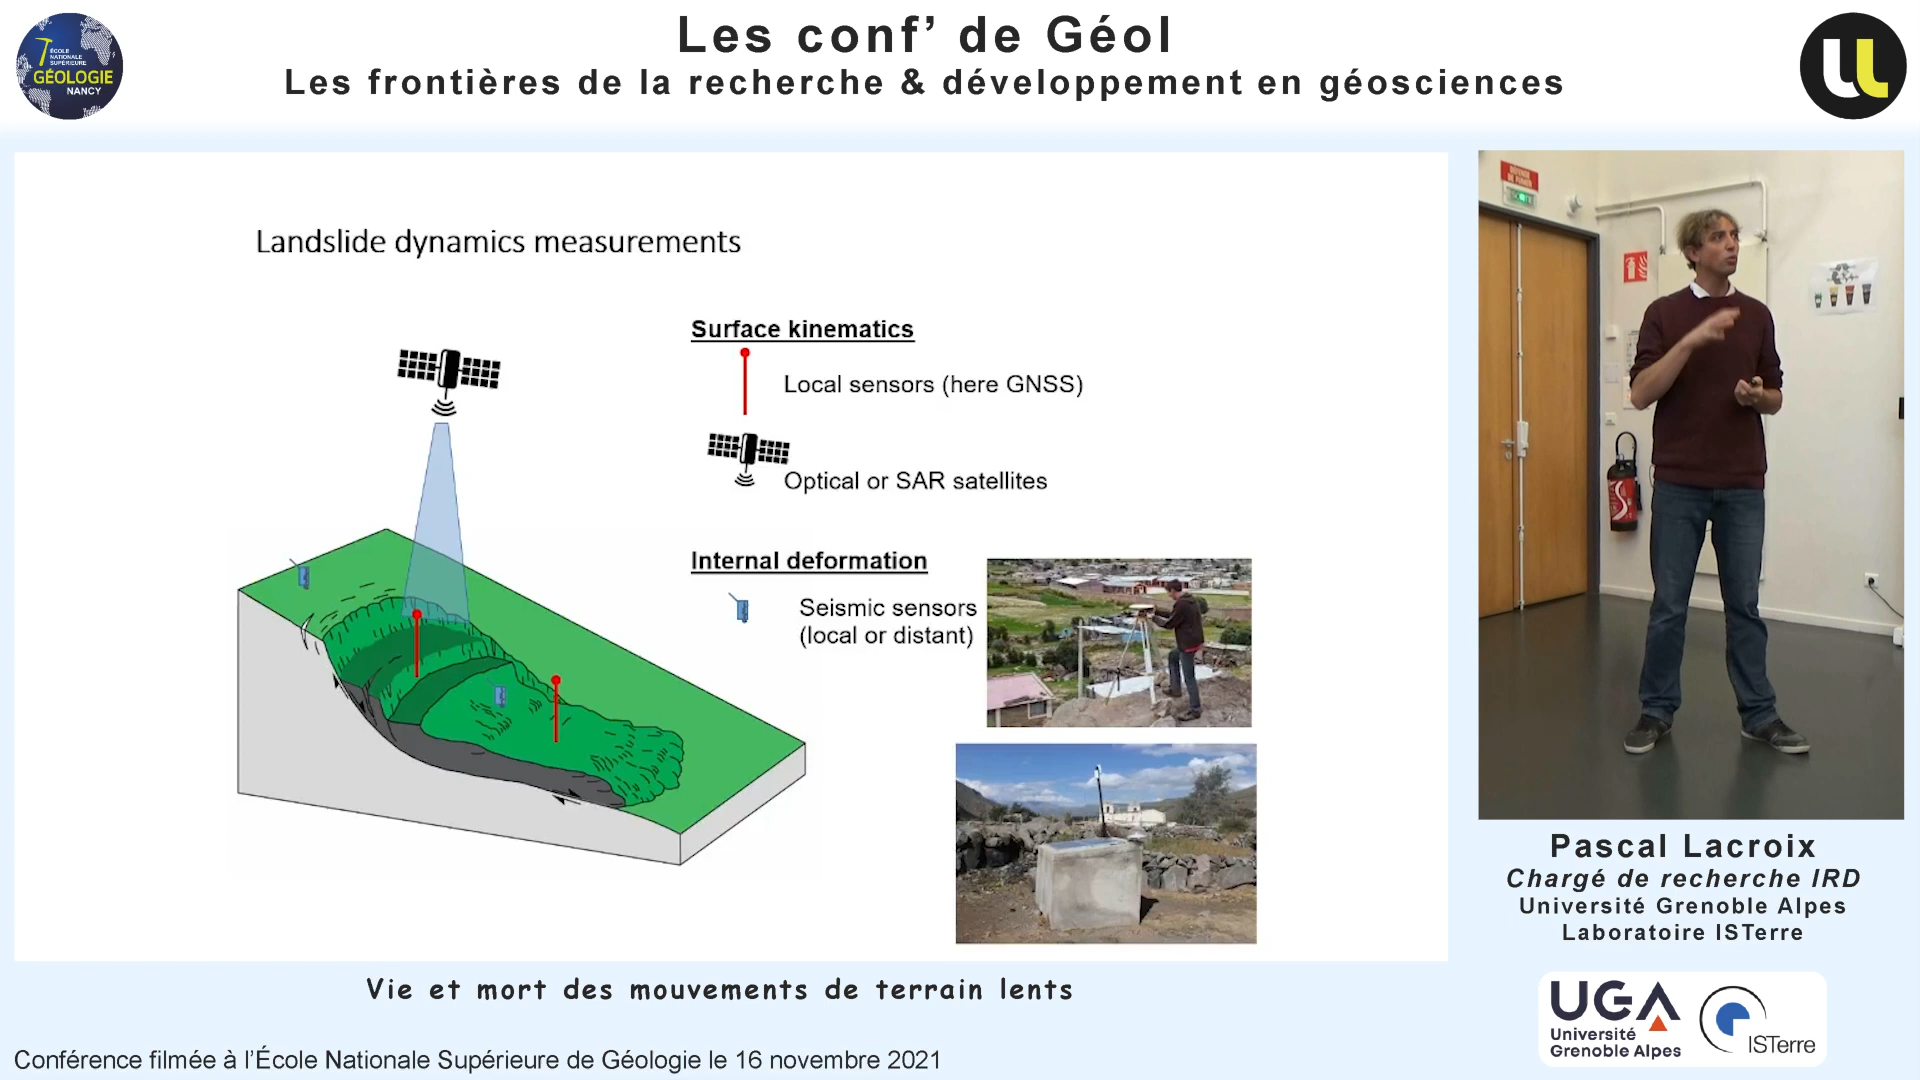 Les conf’ de Géol
Les frontières de la recherche & développement en géosciences
ÉCOLE
NATIONALE
SUPÉRIEURE
GÉOLOGIE
NANCY
Landslide dynamics measurements
Surface kinematics
Local sensors (here GNSS)
Optical or SAR satellites
Internal deformation
Seismic sensors
(local or distant)
Pascal Lacroix
Chargé de recherche IRD
Université Grenoble Alpes
Laboratoire ISTerre
UGA
Université
Grenoble Alpes
ISTerre
Vie et mort des mouvements de terrain lents
Conférence filmée à l’École Nationale Supérieure de Géologie le 16 novembre 2021